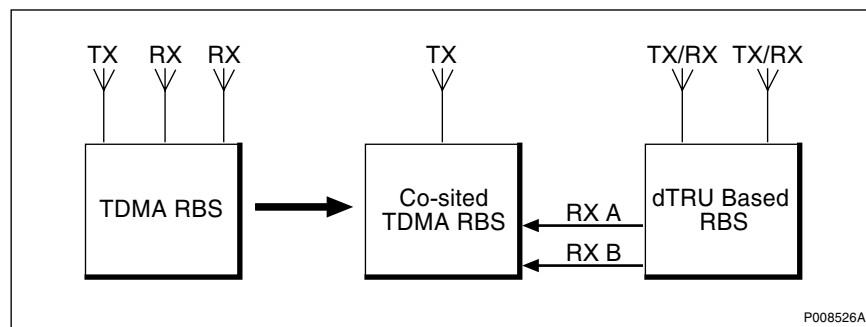 TX RX RX TX TX/RX TX/RX
TDMA RBS
Co-sited
TDMA RBS
RX A
RX B
dTRU Based
RBS
P008526A